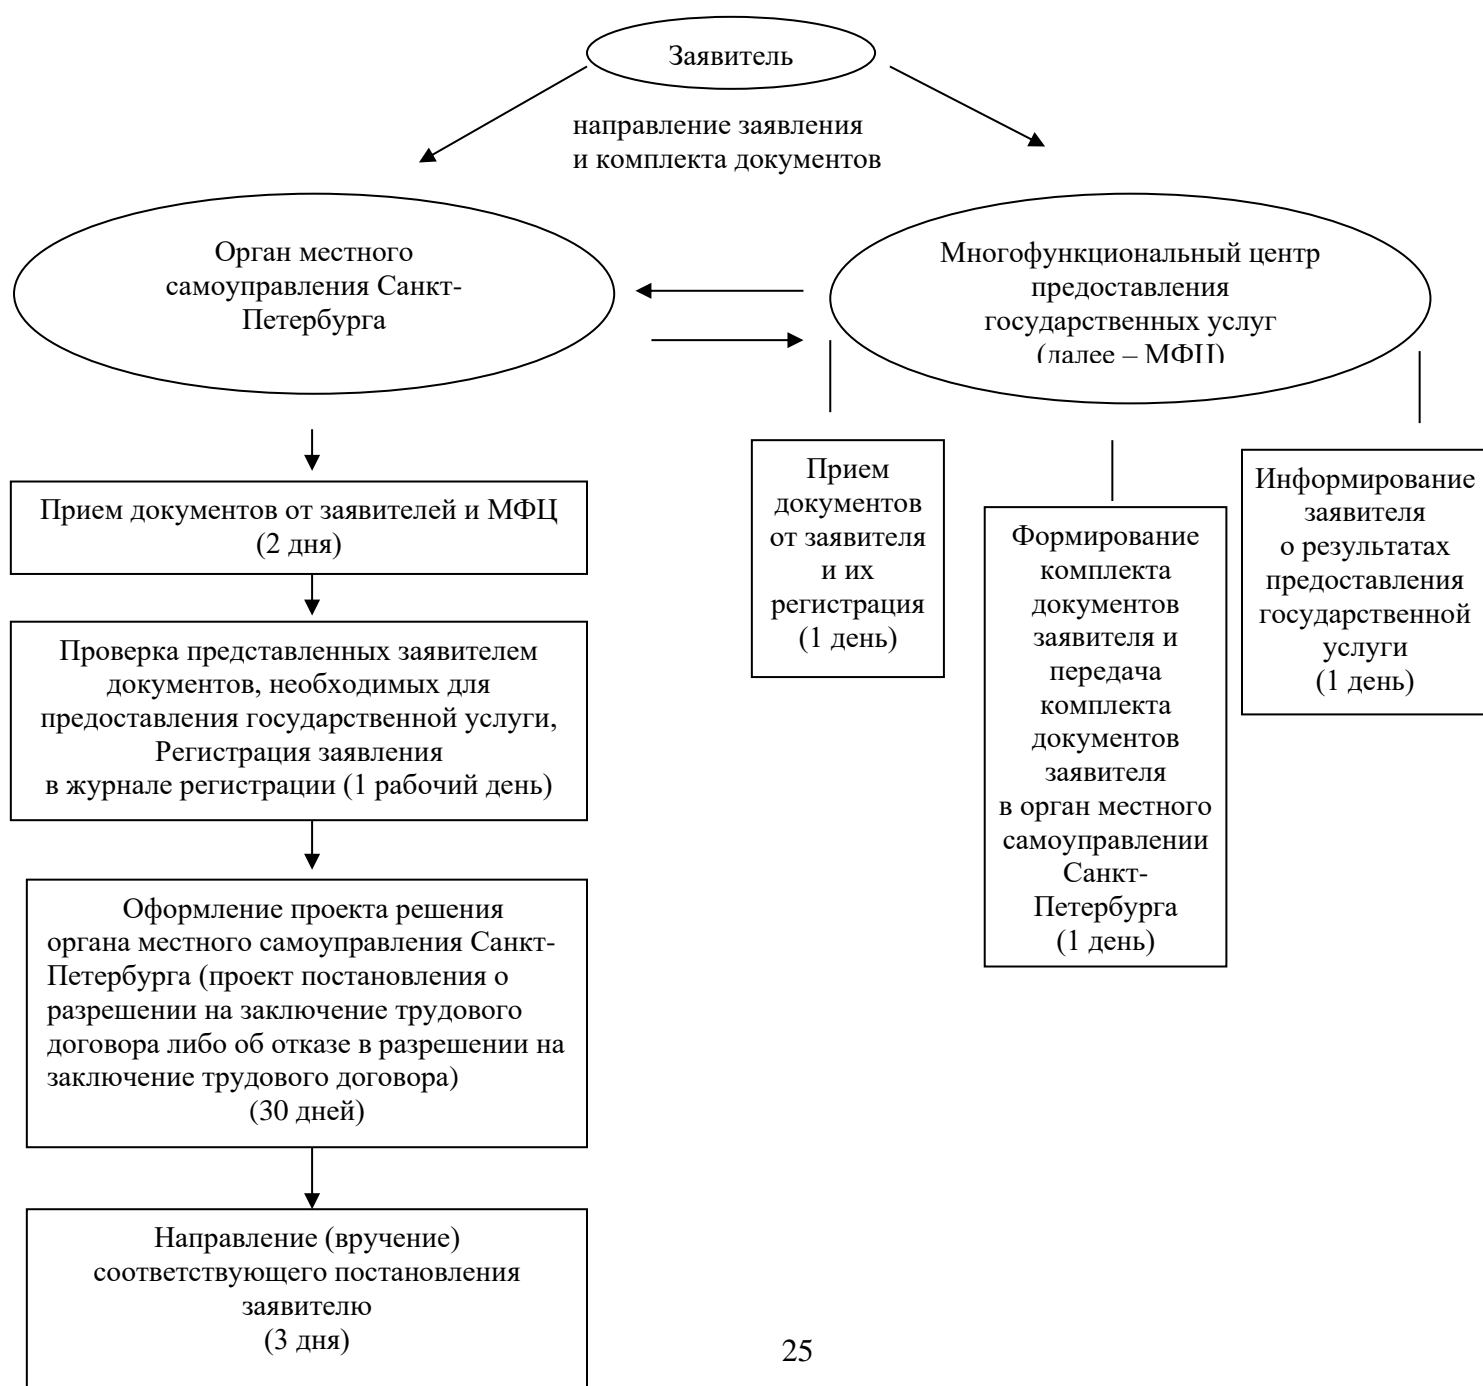 Заявитель
направление заявления
и комплекта документов
Орган местного
самоуправления Санкт-
Петербурга
Многофункциональный центр
предоставления
государственных услуг
(далее – МФЦ)
Прием документов от заявителей и МФЦ
(2 дня)
Проверка представленных заявителем
документов, необходимых для
предоставления государственной услуги,
Регистрация заявления
в журнале регистрации (1 рабочий день)
Оформление проекта решения
органа местного самоуправления Санкт-
Петербурга (проект постановления о
разрешении на заключение трудового
договора либо об отказе в разрешении на
заключение трудового договора)
(30 дней)
Направление (вручение)
соответствующего постановления
заявителю
(3 дня)
Прием
документов
от заявителя
и их
регистрация
(1 день)
Формирование
комплекта
документов
заявителя и
передача
комплекта
документов
заявителя
в орган местного
самоуправлении
Санкт-
Петербурга
(1 день)
Информирование
заявителя
о результатах
предоставления
государственной
услуги
(1 день)
25